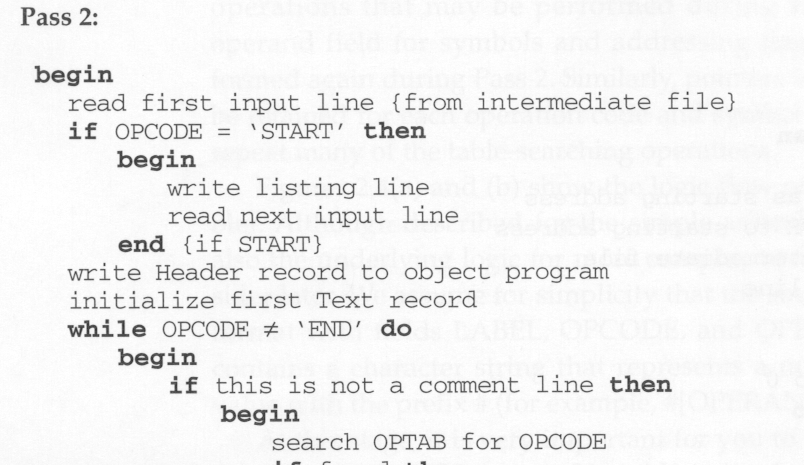 Pass 2:
begin
read first input line {from intermediate file}
if OPCODE = 'START' then
begin
write listing line
read next input line
end {if START}
write Header record to object program
initialize first Text record
while OPCODE ≠ 'END' do
begin
if this is not a comment line then
begin
search OPTAB for OPCODE